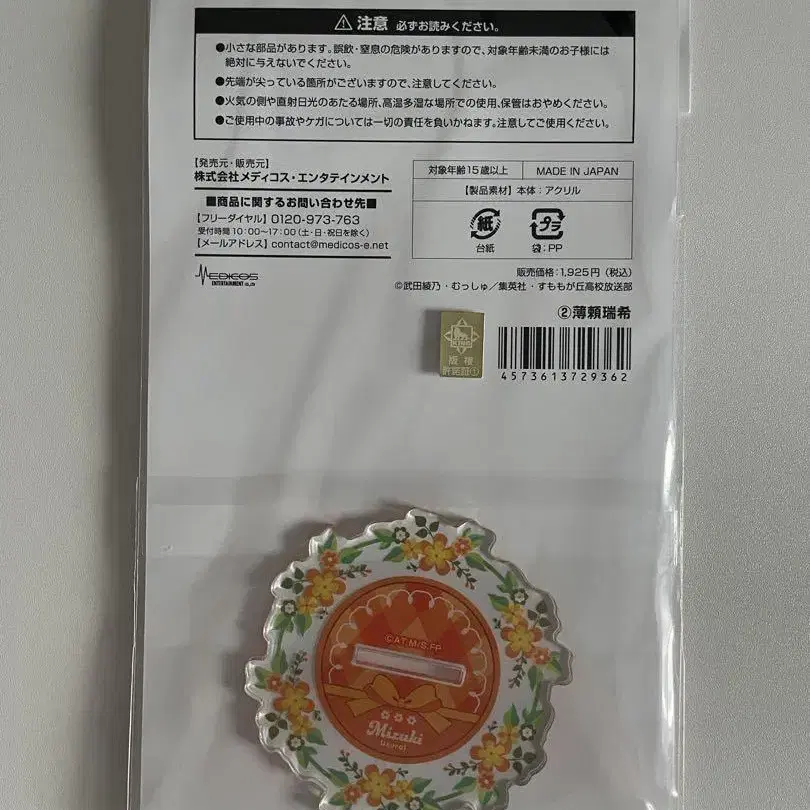 ⚠注意 必ずお読みください。
●小さな部品があります。誤飲・窒息の危険がありますので、対象年齢未満のお子様には
絶対に与えないでください。
●先端が尖っている箇所がございますので、注意してください。
●火気の側や直射日光のあたる場所、高温多湿な場所での使用、保管はおやめください。
●ご使用中の事故やケガについては一切の責任を負いかねます。注意してご使用ください。
【発売元・販売元】
株式会社メディコス・エンタテインメント
■商品に関するお問い合わせ先■
【フリーダイヤル】0120-973-763
受付時間10:00~17:00(土・日・祝日を除く)
【メールアドレス】contact@medicos-e.net
MEDICOS
ENTERTAINMENT CO.,LTD
対象年齢15歳以上 MADE IN JAPAN
【製品素材】本体:アクリル
紙 プラ
台紙 袋:PP
販売価格:1,925円(税込)
©武田綾乃・むっしゅ/集英社・すももが丘高校放送部
②薄頼瑞希
版権
許諾証①
4573613729362
©AT.M/S.FP
Mizuki
Usurai